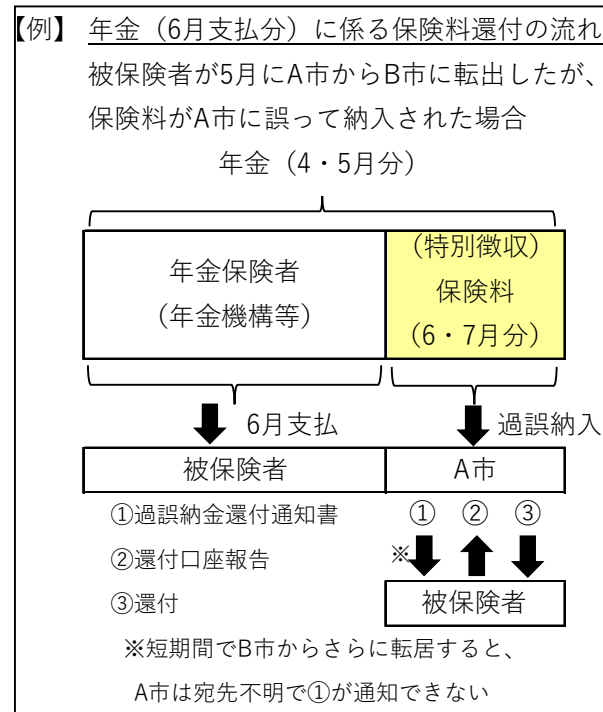 【例】 年金（6月支払分）に係る保険料還付の流れ
被保険者が5月にA市からB市に転出したが、
保険料がA市に誤って納入された場合
年金（4・5月分）
年金保険者
（年金機構等）
（特別徴収）
保険料
（6・7月分）
6月支払
過誤納入
被保険者
A市
①過誤納金還付通知書
① ② ③
②還付口座報告
※
③還付
被保険者
※短期間でB市からさらに転居すると、
A市は宛先不明で①が通知できない